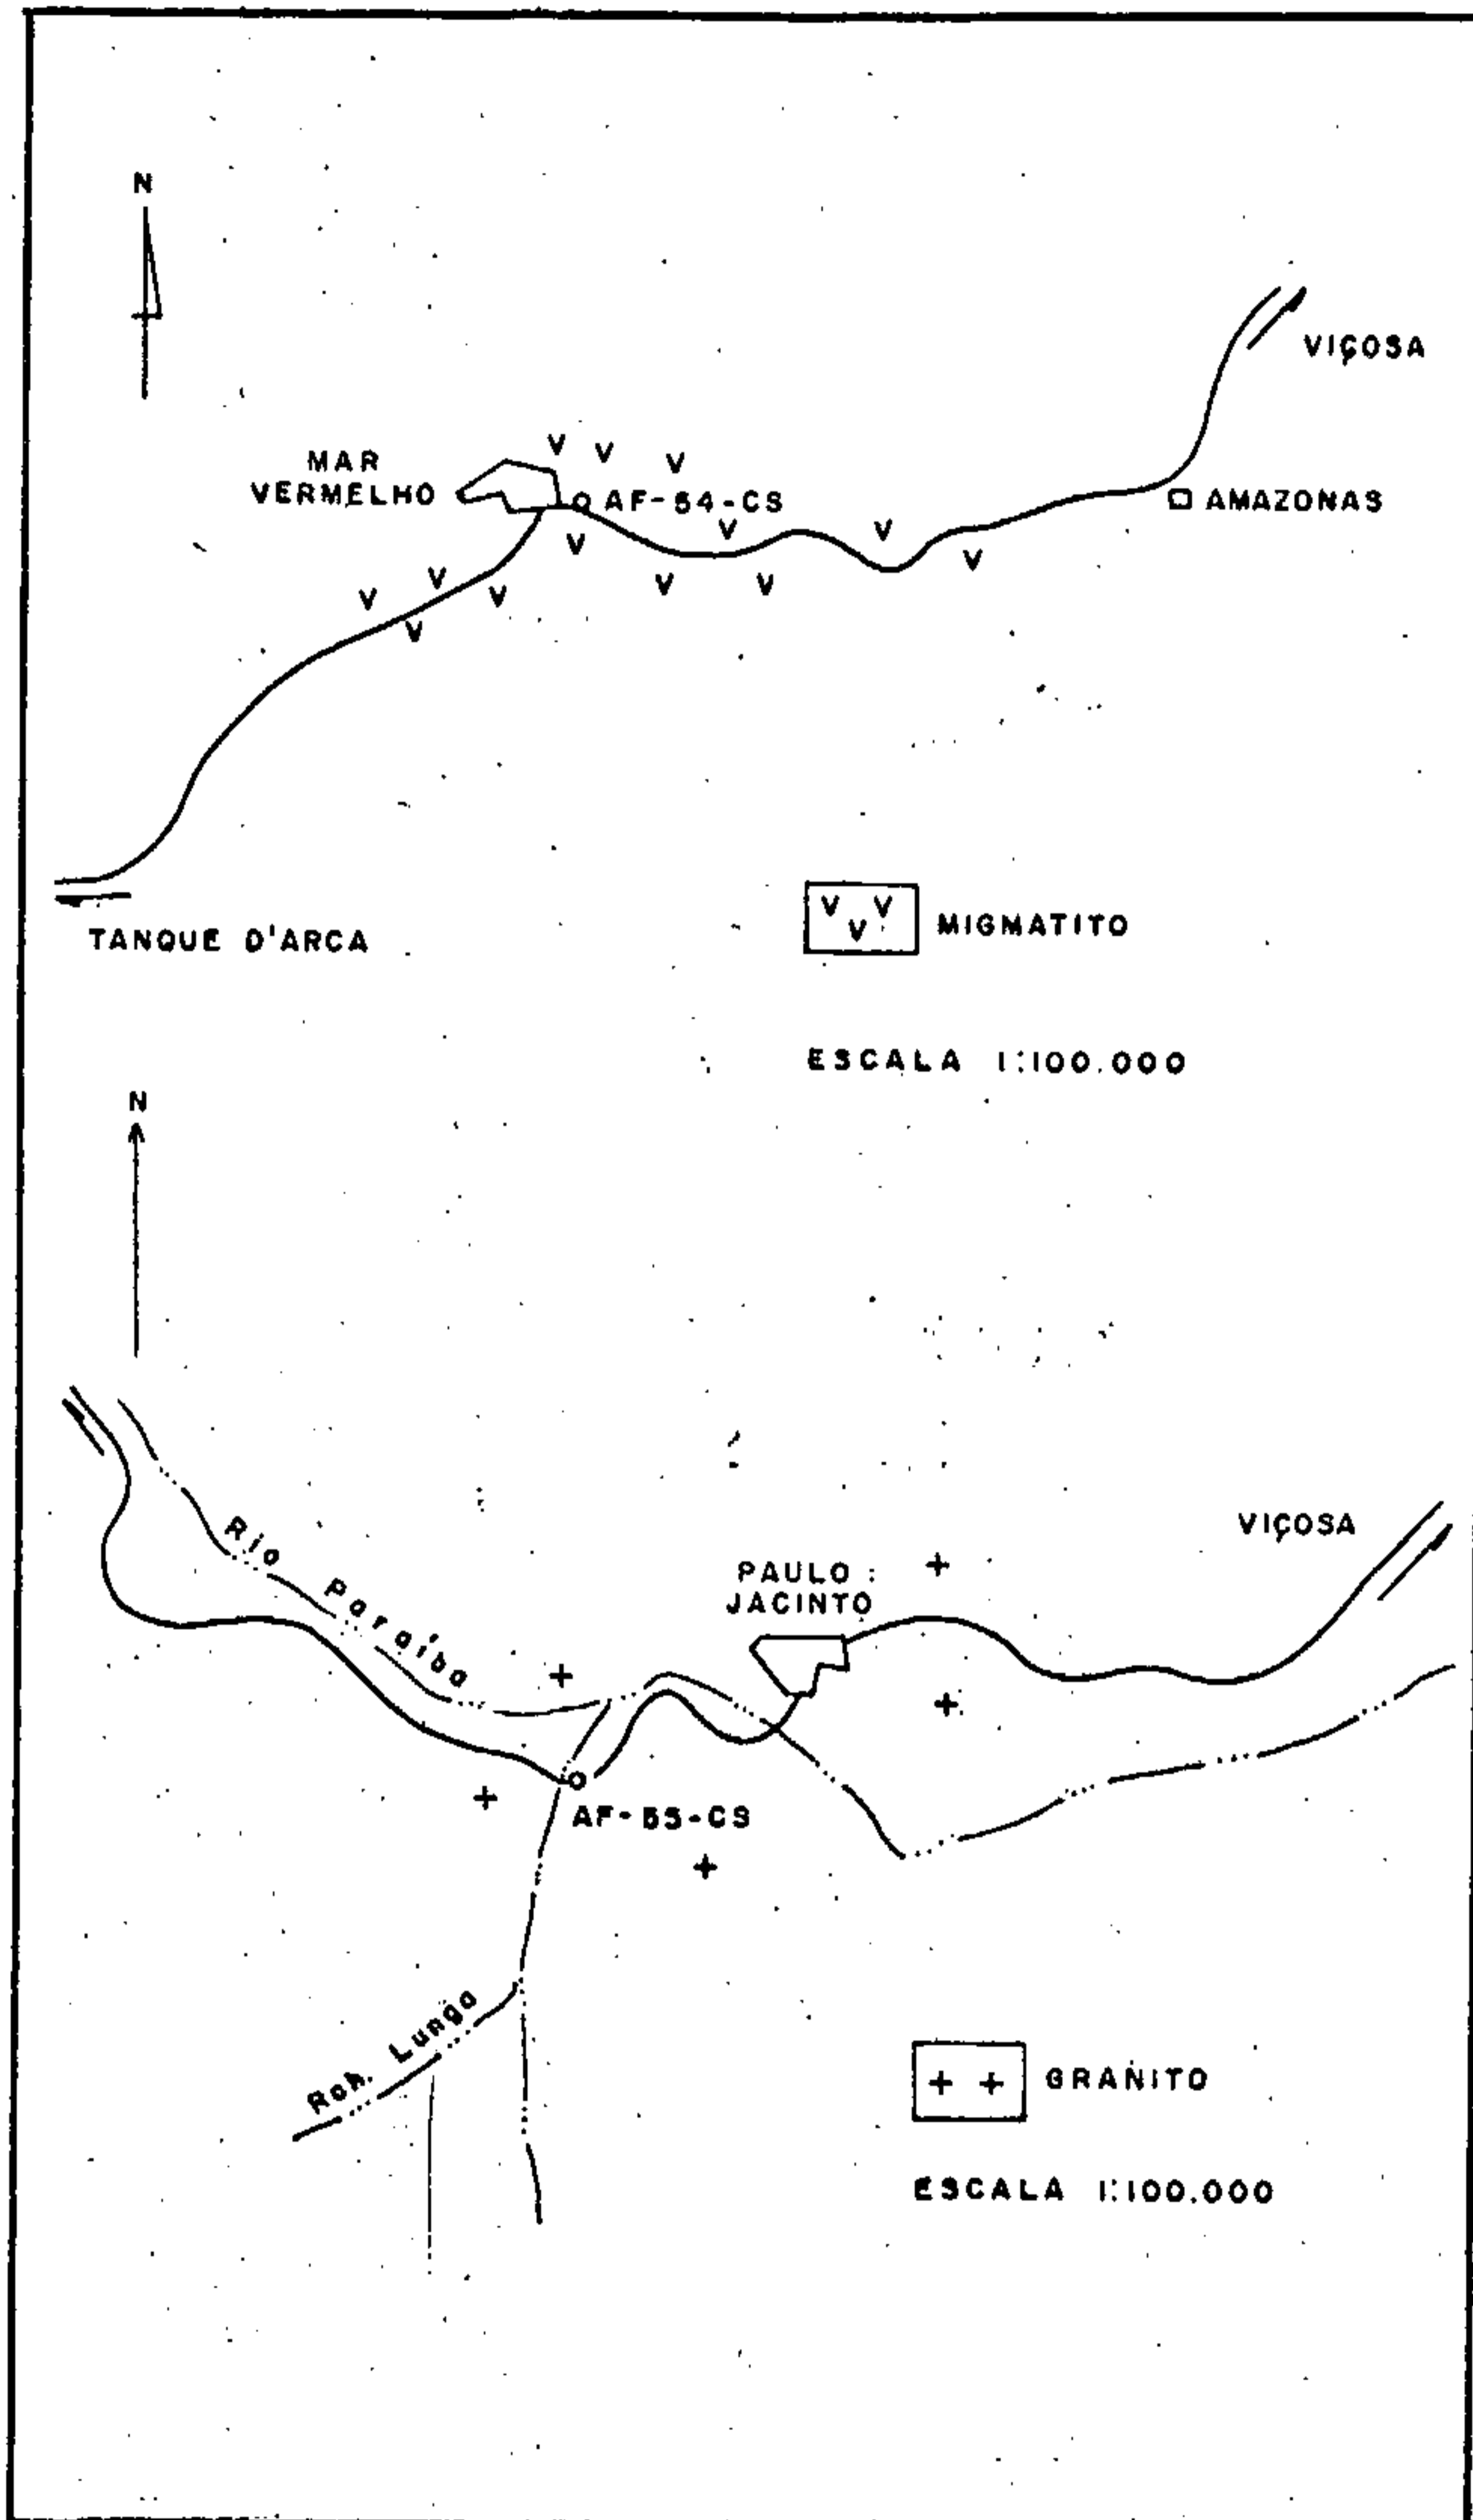 N
VIÇOSA
MAR
VERMELHO
AF-54-CS
AMAZONAS
V V V
MIGMATITO
TANQUE D'ARCA
ESCALA 1:100.000
N
VIÇOSA
Rio Paraíba
PAULO
JACINTO
AF-55-CS
Rch. Lunga
GRANITO
ESCALA 1:100.000